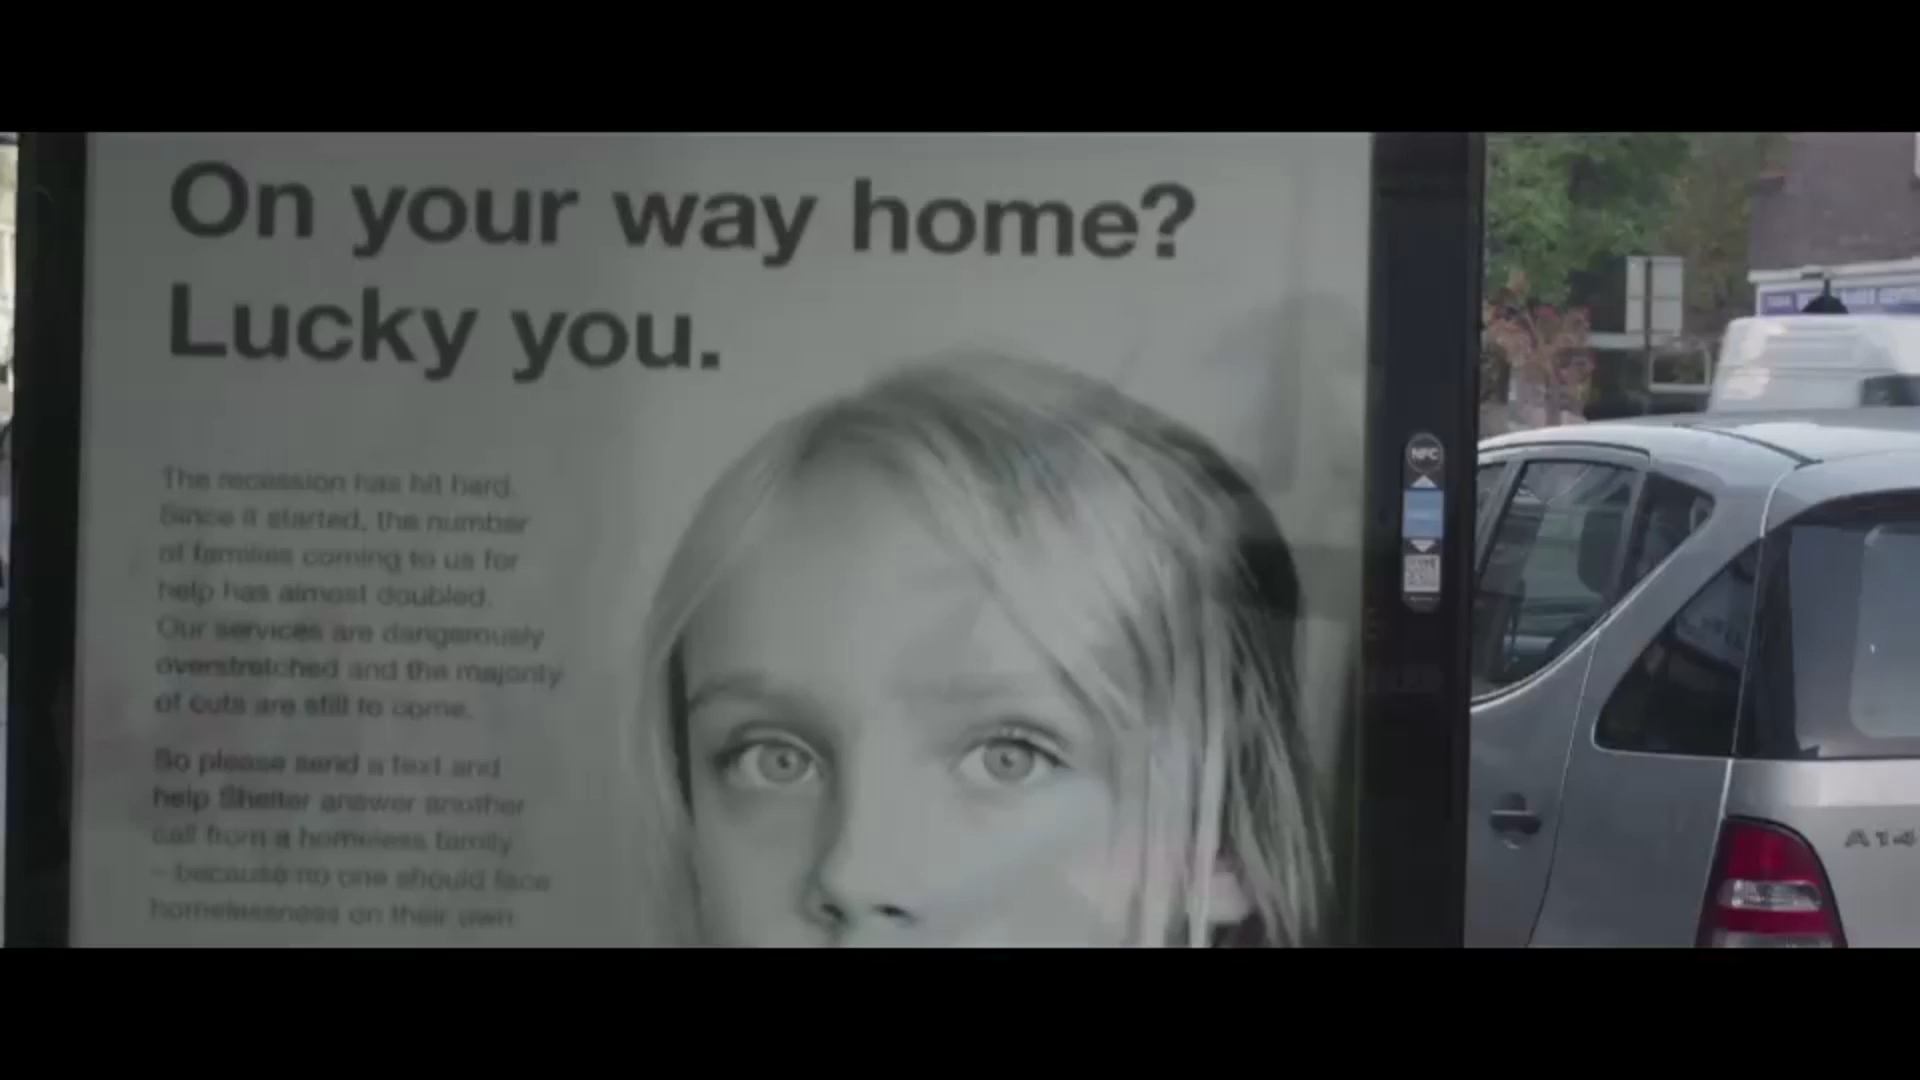 On your way home?
Lucky you.
The recession has hit hard.
Since it started, the number
of families coming to us for
help has almost doubled.
Our services are dangerously
overstretched and the majority
of cuts are still to come.
So please send a text and
help Shelter answer another
call from a homeless family
– because no one should face
homelessness on their own.
NFC
A14